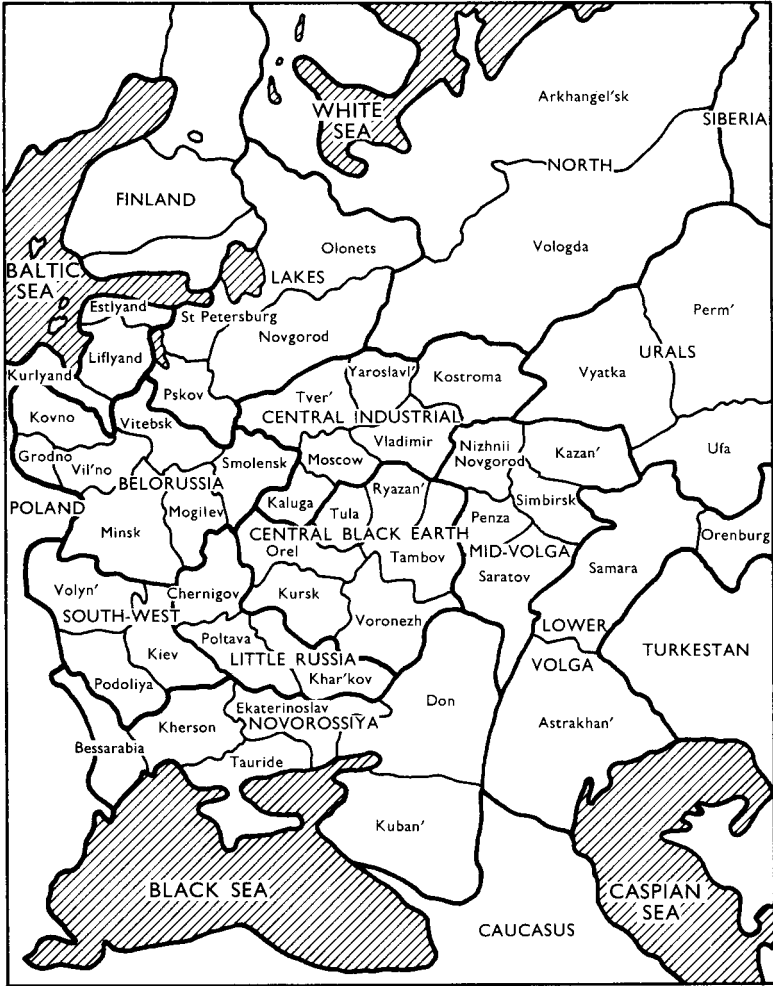 Arkhangel'sk
WHITE
SEA
SIBERIA
NORTH
FINLAND
Olonets
Vologda
BALTIC
SEA
LAKES
Estlyand
St Petersburg
Perm'
Novgorod
Liflyand
URALS
Kurlyand
Yaroslavl'
Kostroma
Vyatka
Pskov
Tver'
Kovno
CENTRAL INDUSTRIAL
Vitebsk
Vladimir
Nizhnii
Novgorod
Kazan'
Ufa
Grodno
Vil'no
Smolensk
Moscow
BELORUSSIA
Ryazan'
Simbirsk
POLAND
Kaluga
Mogilev
Tula
Penza
Minsk
CENTRAL BLACK EARTH
Orenburg
Orel
Tambov
MID-VOLGA
Samara
Saratov
Volyn'
Chernigov
Kursk
SOUTH-WEST
Voronezh
LOWER
VOLGA
Poltava
Kiev
LITTLE RUSSIA
TURKESTAN
Khar'kov
Podoliya
Don
Ekaterinoslav
Kherson
NOVOROSSIYA
Astrakhan'
Bessarabia
Tauride
Kuban'
BLACK SEA
CASPIAN
SEA
CAUCASUS